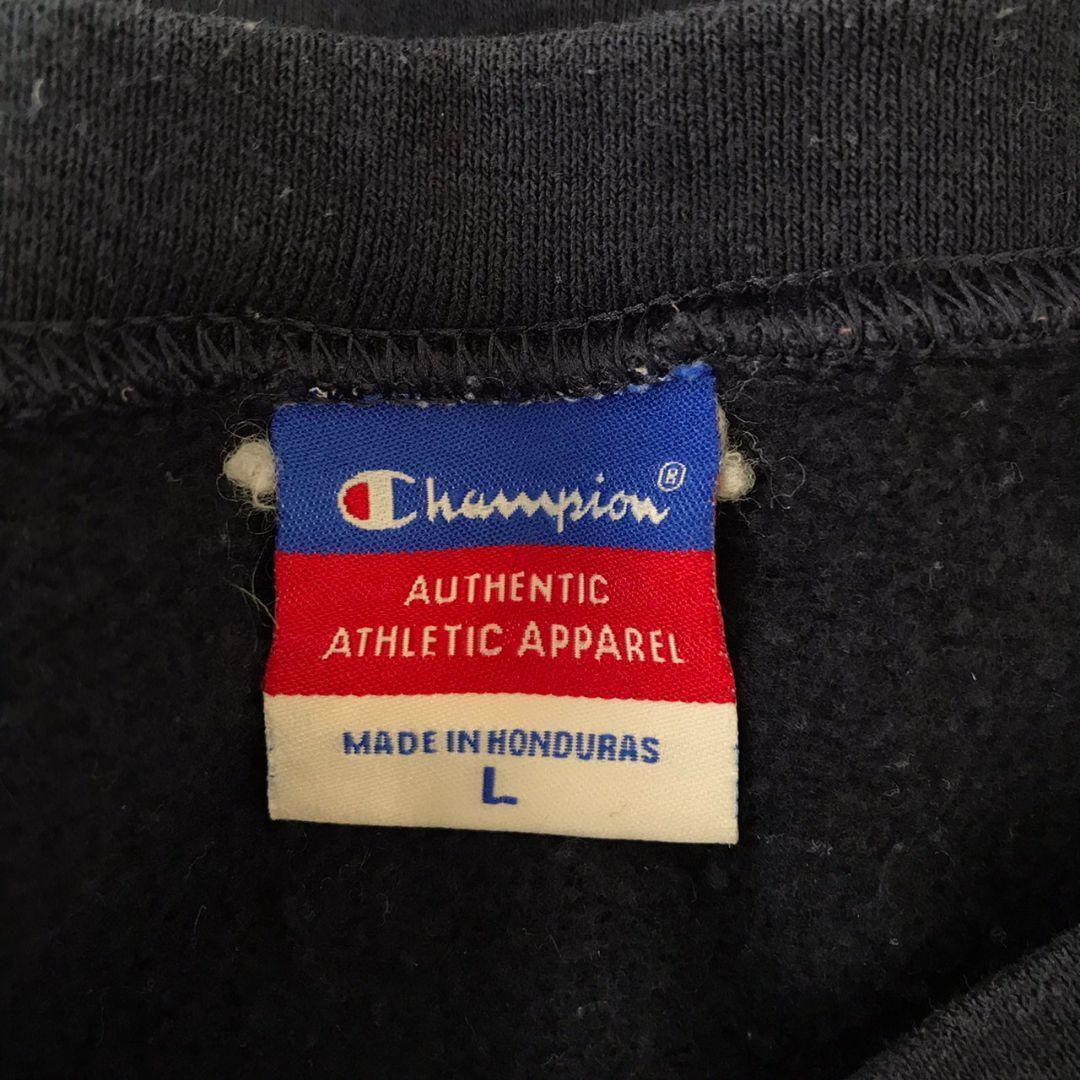 Champion®
AUTHENTIC
ATHLETIC APPAREL
MADE IN HONDURAS
L